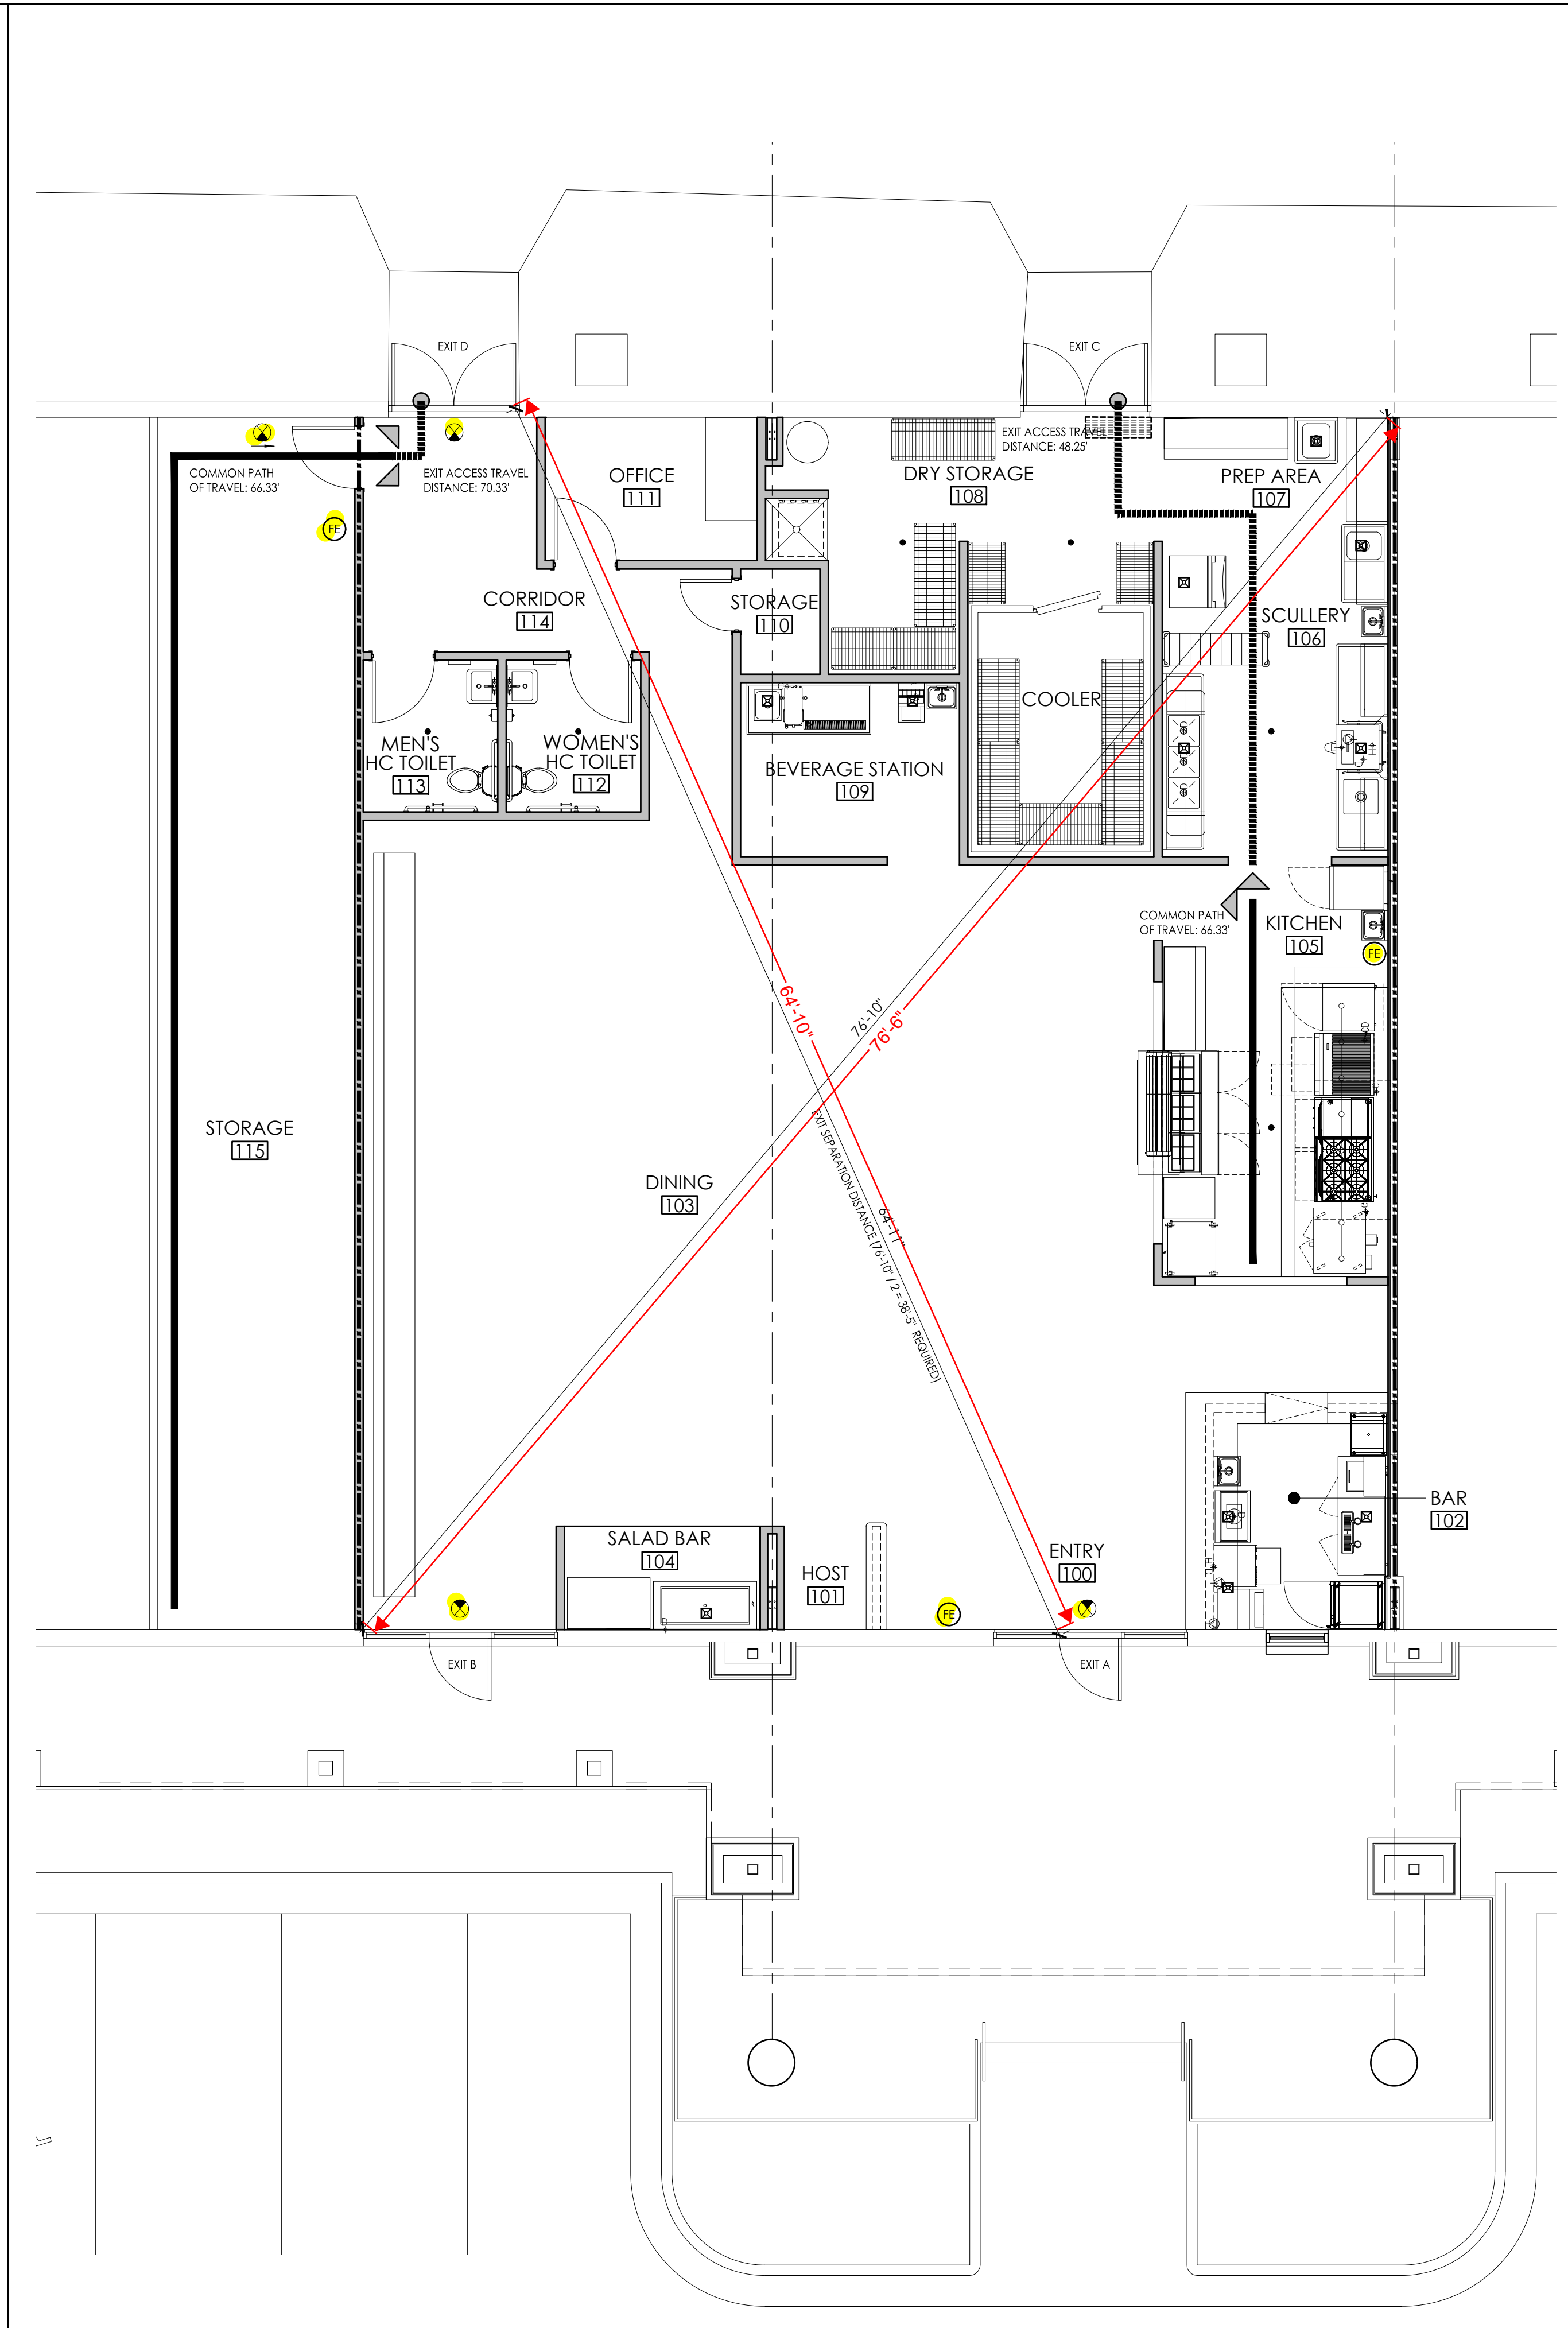 EXIT D
EXIT C
COMMON PATH
OF TRAVEL: 66.33'
EXIT ACCESS TRAVEL
DISTANCE: 70.33'
OFFICE
111
EXIT ACCESS TRAVEL
DISTANCE: 48.25'
DRY STORAGE
108
PREP AREA
107
FE
CORRIDOR
114
STORAGE
110
SCULLERY
106
COOLER
MEN'S
HC TOILET
113
WOMEN'S
HC TOILET
112
BEVERAGE STATION
109
COMMON PATH
OF TRAVEL: 66.33'
KITCHEN
105
FE
64'-10"
76'-10"
76'-6"
STORAGE
115
DINING
103
64'-11"
EXIT SEPARATION DISTANCE (76'-10" / 2 = 38'-5" REQUIRED)
BAR
102
SALAD BAR
104
HOST
101
ENTRY
100
FE
EXIT B
EXIT A